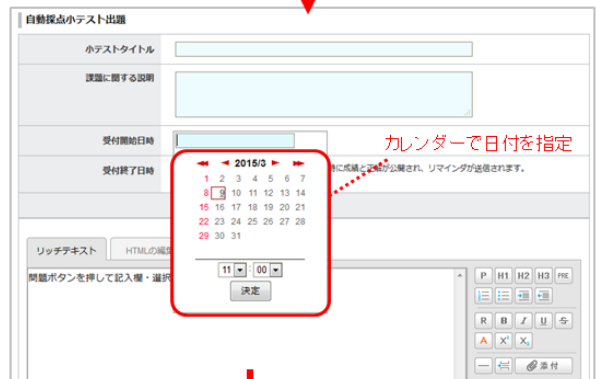 自動採点小テスト出題
小テストタイトル
課題に関する説明
受付開始日時
カレンダーで日付を指定
受付終了日時
時に成績と正解が公開され、リマインダが送信されます。
2015/3
1 2 3 4 5 6 7
8 9 10 11 12 13 14
15 16 17 18 19 20 21
22 23 24 25 26 27 28
29 30 31
11 : 00
決定
リッチテキスト HTMLの編
問題ボタンを押して記入欄・選択
P H1 H2 H3 PRE
R B I U S
A X² X₂
添付